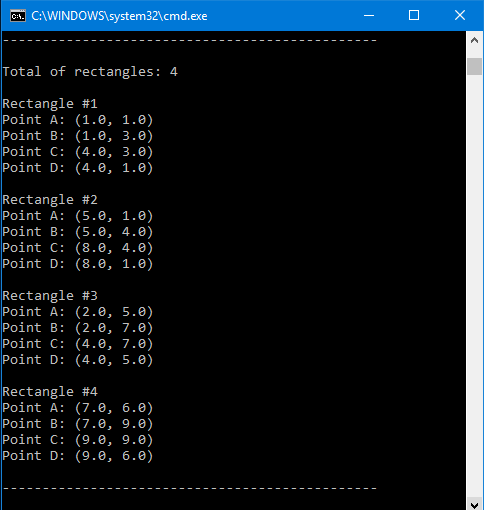 C:\WINDOWS\system32\cmd.exe
-----------------------------------------------
Total of rectangles: 4
Rectangle #1
Point A: (1.0, 1.0)
Point B: (1.0, 3.0)
Point C: (4.0, 3.0)
Point D: (4.0, 1.0)
Rectangle #2
Point A: (5.0, 1.0)
Point B: (5.0, 4.0)
Point C: (8.0, 4.0)
Point D: (8.0, 1.0)
Rectangle #3
Point A: (2.0, 5.0)
Point B: (2.0, 7.0)
Point C: (4.0, 7.0)
Point D: (4.0, 5.0)
Rectangle #4
Point A: (7.0, 6.0)
Point B: (7.0, 9.0)
Point C: (9.0, 9.0)
Point D: (9.0, 6.0)
-----------------------------------------------